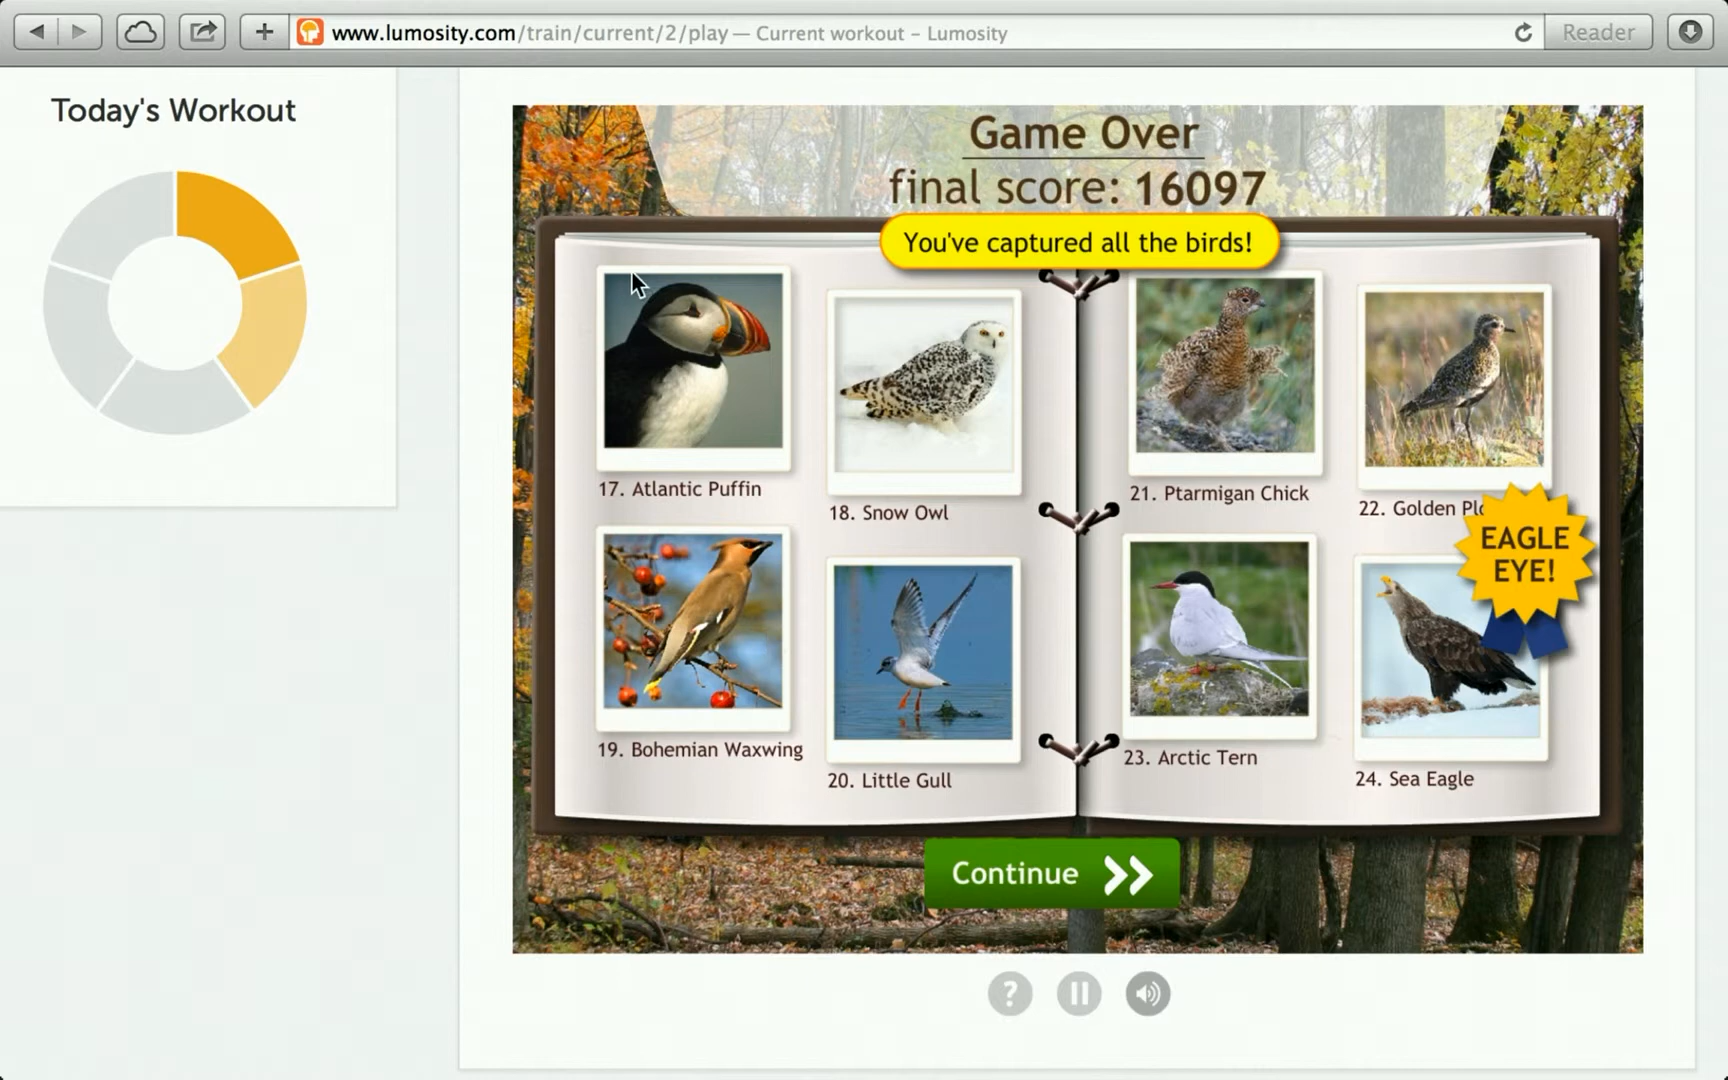 www.lumosity.com/train/current/2/play — Current workout – Lumosity
Reader
Today's Workout
Game Over
final score: 16097
You've captured all the birds!
17. Atlantic Puffin
18. Snow Owl
21. Ptarmigan Chick
22. Golden
EAGLE
EYE!
19. Bohemian Waxwing
20. Little Gull
23. Arctic Tern
24. Sea Eagle
Continue
?